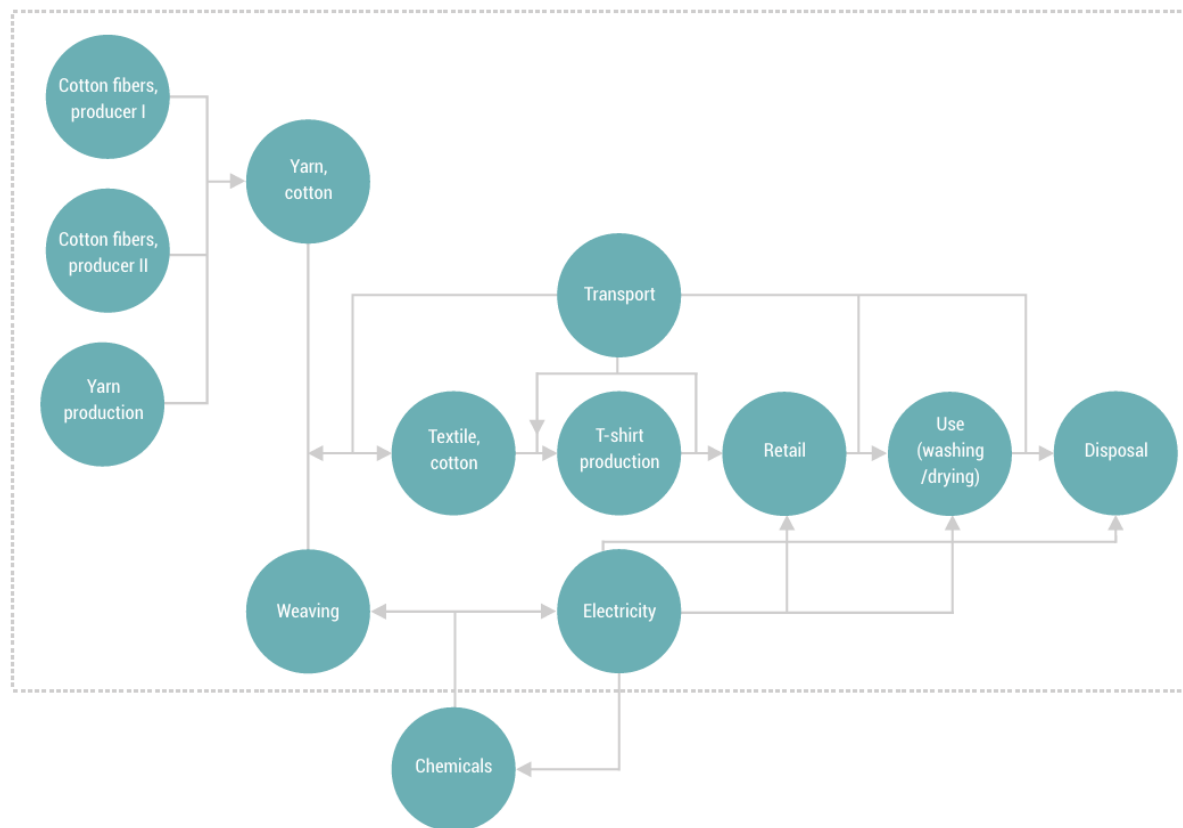 Cotton fibers,
producer I
Yarn,
cotton
Cotton fibers,
producer II
Transport
Yarn
production
Textile,
cotton
T-shirt
production
Retail
Use
(washing
/drying)
Disposal
Weaving
Electricity
Chemicals